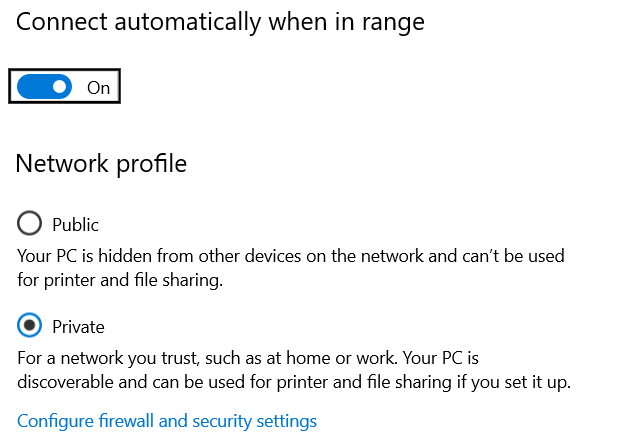 Connect automatically when in range
On
Network profile
Public
Your PC is hidden from other devices on the network and can’t be used
for printer and file sharing.
Private
For a network you trust, such as at home or work. Your PC is
discoverable and can be used for printer and file sharing if you set it up.
Configure firewall and security settings